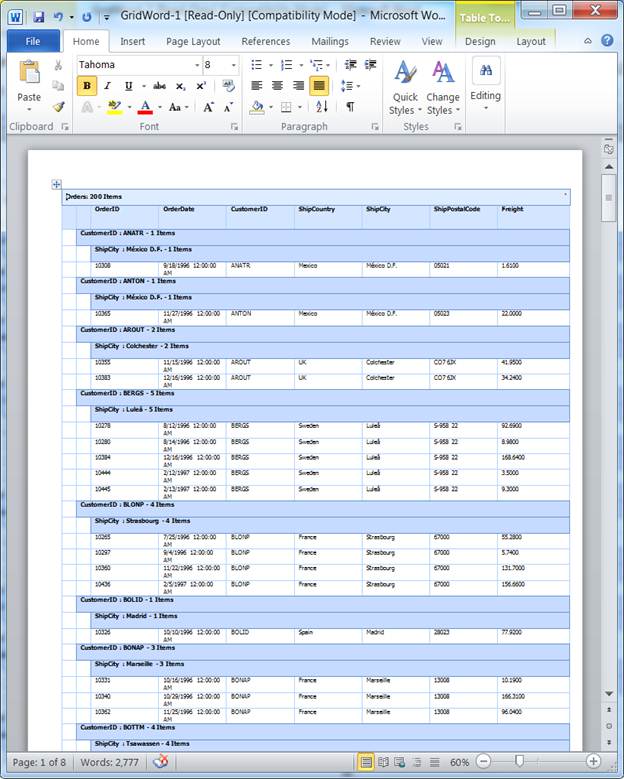 GridWord-1 [Read-Only] [Compatibility Mode] - Microsoft Wo...
Table To...
File Home Insert Page Layout References Mailings Review View Design Layout
Tahoma 8
B I U abc x₂ x²
A ab A Aa A A
Paste
Quick Styles
Change Styles
Editing
Clipboard Font Paragraph Styles
Orders: 200 Items
OrderID OrderDate CustomerID ShipCountry ShipCity ShipPostalCode Freight
CustomerID : ANATR - 1 Items
ShipCity : México D.F. - 1 Items
10308 9/18/1996 12:00:00 AM ANATR Mexico México D.F. 05021 1.6100
CustomerID : ANTON - 1 Items
ShipCity : México D.F. - 1 Items
10365 11/27/1996 12:00:00 AM ANTON Mexico México D.F. 05023 22.0000
CustomerID : AROUT - 2 Items
ShipCity : Colchester - 2 Items
10355 11/15/1996 12:00:00 AM AROUT UK Colchester CO7 6JX 41.9500
10383 12/16/1996 12:00:00 AM AROUT UK Colchester CO7 6JX 34.2400
CustomerID : BERGS - 5 Items
ShipCity : Luleå - 5 Items
10278 8/12/1996 12:00:00 AM BERGS Sweden Luleå S-958 22 92.6900
10280 8/14/1996 12:00:00 AM BERGS Sweden Luleå S-958 22 8.9800
10384 12/16/1996 12:00:00 AM BERGS Sweden Luleå S-958 22 168.6400
10444 2/12/1997 12:00:00 AM BERGS Sweden Luleå S-958 22 3.5000
10445 2/13/1997 12:00:00 AM BERGS Sweden Luleå S-958 22 9.3000
CustomerID : BLONP - 4 Items
ShipCity : Strasbourg - 4 Items
10265 7/25/1996 12:00:00 AM BLONP France Strasbourg 67000 55.2800
10297 9/4/1996 12:00:00 AM BLONP France Strasbourg 67000 5.7400
10360 11/22/1996 12:00:00 AM BLONP France Strasbourg 67000 131.7000
10436 2/5/1997 12:00:00 AM BLONP France Strasbourg 67000 156.6600
CustomerID : BOLID - 1 Items
ShipCity : Madrid - 1 Items
10326 10/10/1996 12:00:00 AM BOLID Spain Madrid 28023 77.9200
CustomerID : BONAP - 3 Items
ShipCity : Marseille - 3 Items
10331 10/16/1996 12:00:00 AM BONAP France Marseille 13008 10.1900
10340 10/29/1996 12:00:00 AM BONAP France Marseille 13008 166.3100
10362 11/25/1996 12:00:00 AM BONAP France Marseille 13008 96.0400
CustomerID : BOTTM - 4 Items
ShipCity : Tsawassen - 4 Items
Page: 1 of 8 Words: 2,777 60%